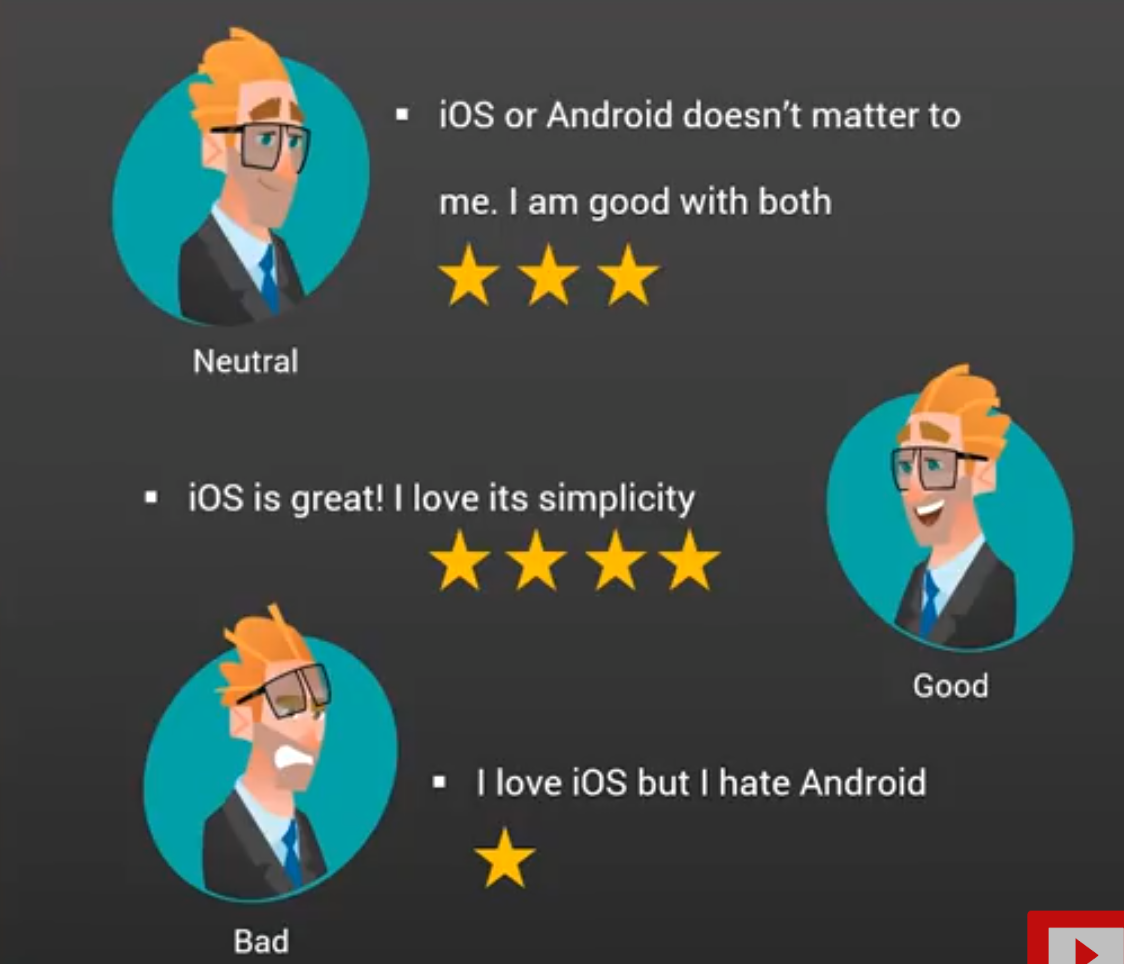 ▪ iOS or Android doesn’t matter to
me. I am good with both
Neutral
▪ iOS is great! I love its simplicity
Good
▪ I love iOS but I hate Android
Bad